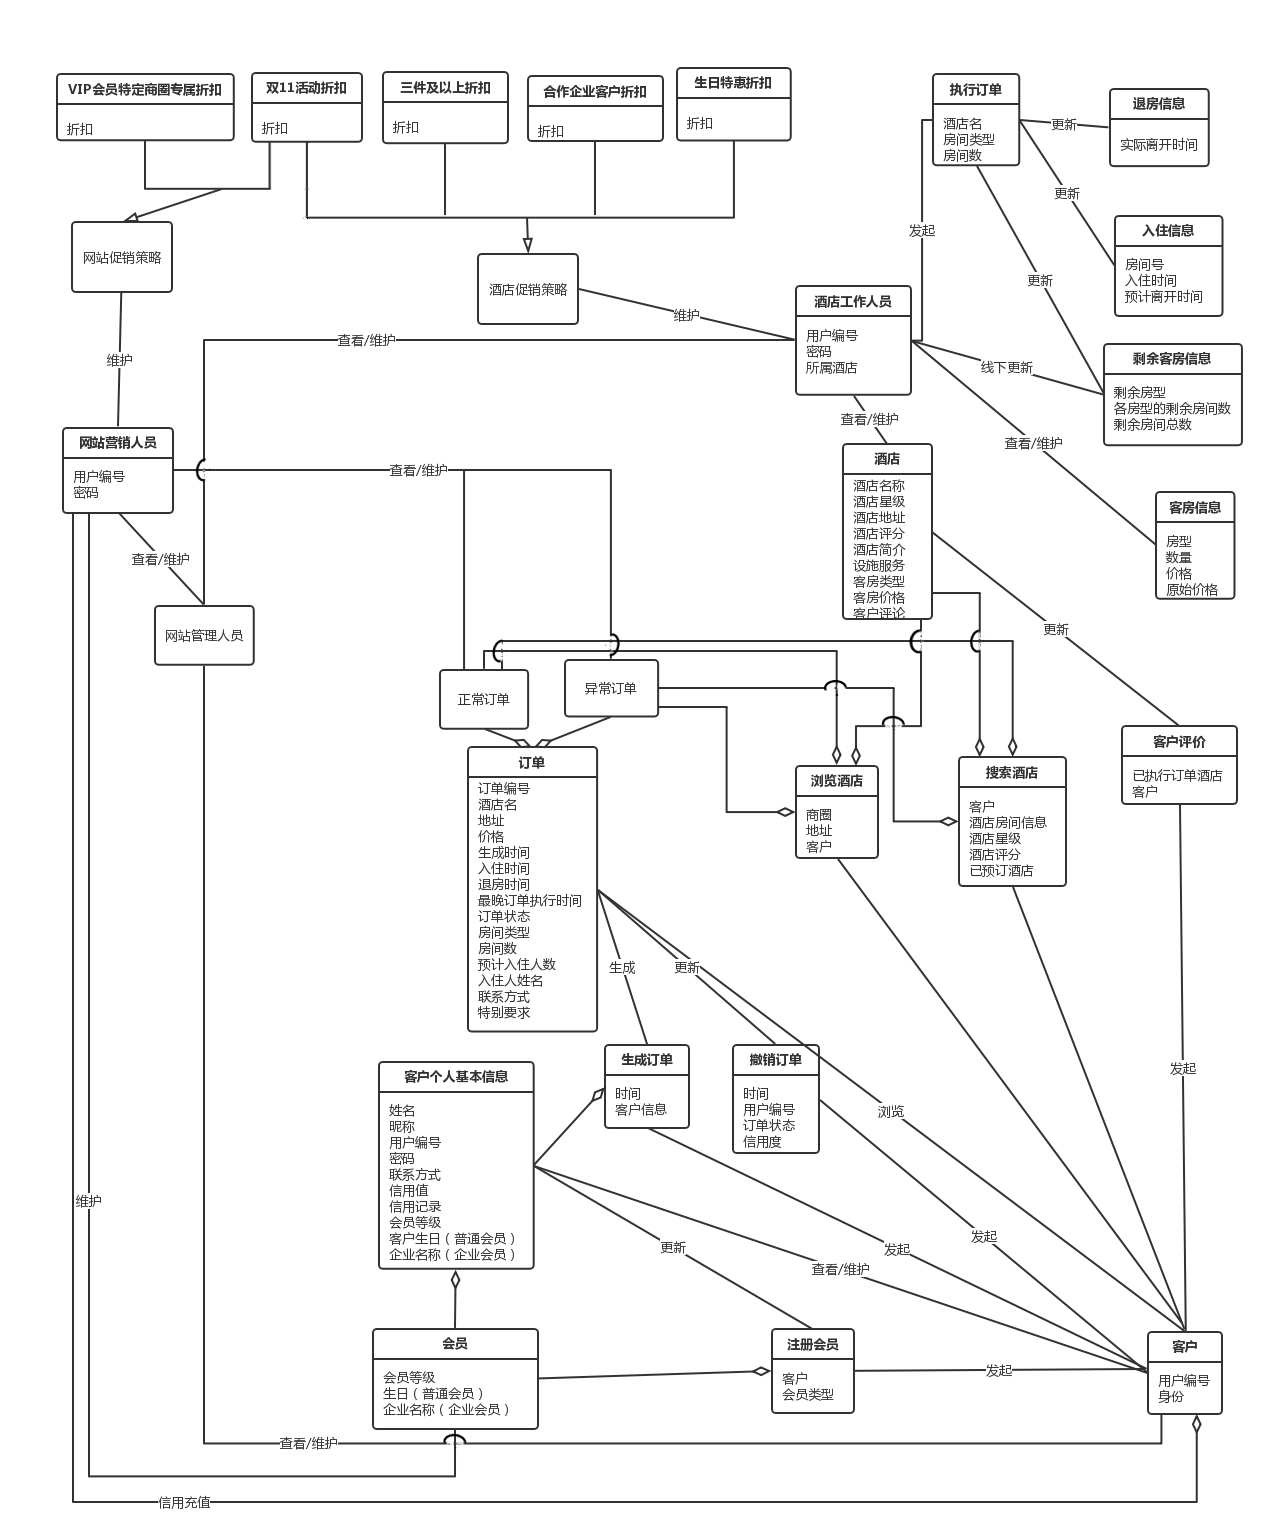 VIP会员特定商圈专属折扣
折扣
双11活动折扣
折扣
三件及以上折扣
折扣
合作企业客户折扣
折扣
生日特惠折扣
折扣
执行订单
酒店名
房间类型
房间数
更新
退房信息
实际离开时间
更新
入住信息
房间号
入住时间
预计离开时间
发起
更新
网站促销策略
酒店促销策略
维护
酒店工作人员
用户编号
密码
所属酒店
线下更新
剩余客房信息
剩余房型
各房型的剩余房间数
剩余房间总数
查看/维护
维护
查看/维护
查看/维护
网站营销人员
用户编号
密码
查看/维护
酒店
酒店名称
酒店星级
酒店地址
酒店评分
酒店简介
设施服务
客房类型
客房价格
客户评论
客房信息
房型
数量
价格
原始价格
查看/维护
网站管理人员
更新
正常订单
异常订单
订单
订单编号
酒店名
地址
价格
生成时间
入住时间
退房时间
最晚订单执行时间
订单状态
房间类型
房间数
预计入住人数
入住人姓名
联系方式
特别要求
浏览酒店
商圈
地址
客户
搜索酒店
客户
酒店房间信息
酒店星级
酒店评分
已预订酒店
客户评价
已执行订单酒店
客户
生成
更新
客户个人基本信息
姓名
昵称
用户编号
密码
联系方式
信用值
信用记录
会员等级
客户生日（普通会员）
企业名称（企业会员）
生成订单
时间
客户信息
撤销订单
时间
用户编号
订单状态
信用度
浏览
发起
维护
更新
发起
发起
查看/维护
会员
会员等级
生日（普通会员）
企业名称（企业会员）
注册会员
客户
会员类型
发起
客户
用户编号
身份
查看/维护
信用充值